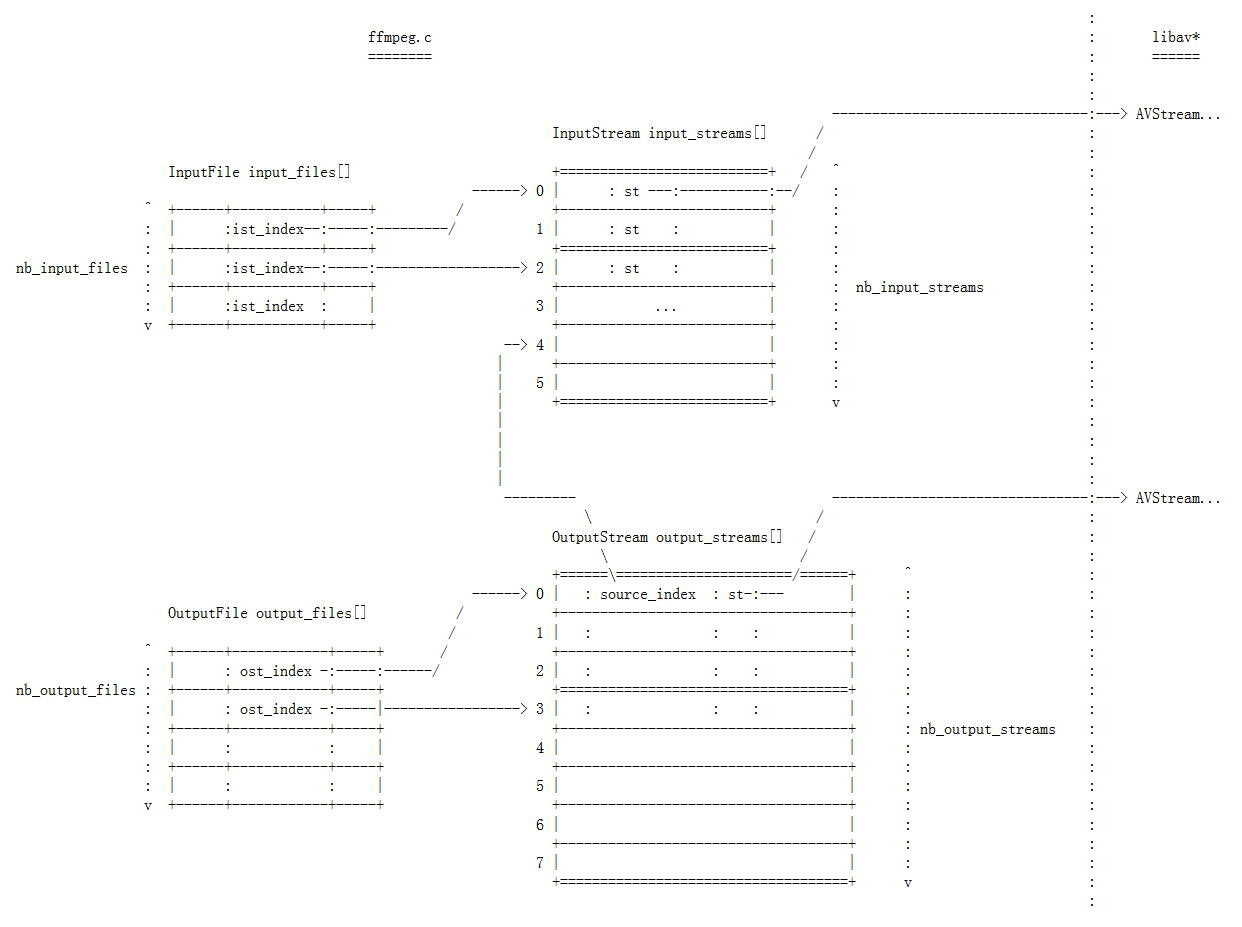 :
                                            ffmpeg.c                                                                                  :       libav*
                                            ========                                                                                  :       ======
                                                                                                                                      :
                                                                                                                                      :
                                                                                                      --------------------------------:---> AVStream...
                                                                   InputStream input_streams[]      /                                 :
                                                                                                   /                                  :
                   InputFile input_files[]                         +==========================+   /   ^                               :
                                                         ------> 0 |      : st ---:-----------:--/    :                               :
                ^  +------+-----------+-----+          /           +--------------------------+       :                               :
                :  |      :ist_index--:-----:---------/          1 |      : st    :           |       :                               :
                :  +------+-----------+-----+                      +==========================+       :                               :
nb_input_files  :  |      :ist_index--:-----:------------------> 2 |      : st    :           |       :                               :
                :  +------+-----------+-----+                      +--------------------------+       :  nb_input_streams             :
                :  |      :ist_index  :     |                    3 |            ...           |       :                               :
                v  +------+-----------+-----+                      +--------------------------+       :                               :
                                                             --> 4 |                          |       :                               :
                                                            |      +--------------------------+       :                               :
                                                            |    5 |                          |       :                               :
                                                            |      +==========================+       v                               :
                                                            |                                                                         :
                                                            |                                                                         :
                                                            |                                                                         :
                                                            |                                                                         :
                                                             ---------                                --------------------------------:---> AVStream...
                                                                       \                            /                                 :
                                                                   OutputStream output_streams[]   /                                  :
                                                                         \                        /                                   :
                                                                   +======\======================/======+      ^                      :
                                                         ------> 0 |   : source_index  : st-:---        |      :                      :
                   OutputFile output_files[]           /           +------------------------------------+      :                      :
                                                      /          1 |   :               :    :           |      :                      :
                ^  +------+------------+-----+       /             +------------------------------------+      :                      :
                :  |      : ost_index -:-----:------/            2 |   :               :    :           |      :                      :
nb_output_files :  +------+------------+-----+                     +====================================+      :                      :
                :  |      : ost_index -:-----|-----------------> 3 |   :               :    :           |      :                      :
                :  +------+------------+-----+                     +------------------------------------+      : nb_output_streams    :
                :  |      :            :     |                   4 |                                    |      :                      :
                :  +------+------------+-----+                     +------------------------------------+      :                      :
                :  |      :            :     |                   5 |                                    |      :                      :
                v  +------+------------+-----+                     +------------------------------------+      :                      :
                                                                 6 |                                    |      :                      :
                                                                   +------------------------------------+      :                      :
                                                                 7 |                                    |      :                      :
                                                                   +====================================+      v                      :
                                                                                                                                      :